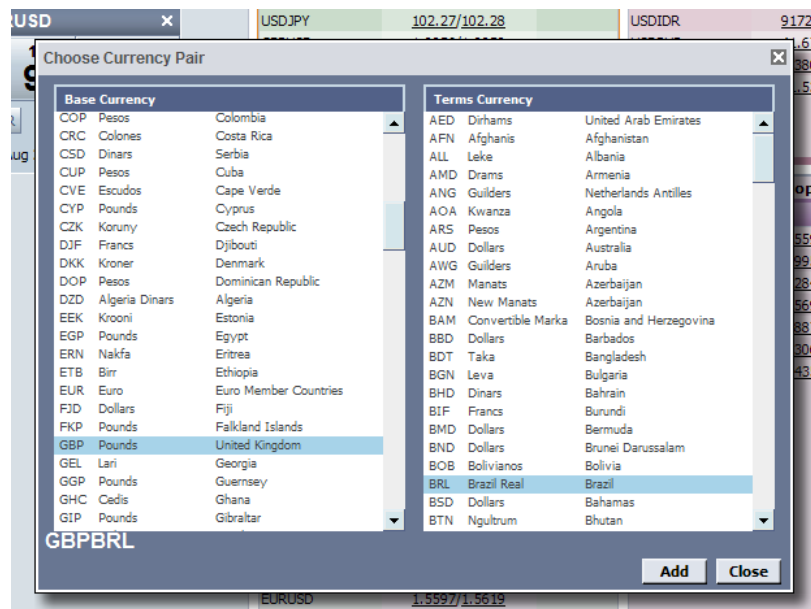 USD ×
USDJPY 102.27/102.28 USDIDR 9172
Choose Currency Pair
Base Currency Terms Currency
COP Pesos Colombia AED Dirhams United Arab Emirates
CRC Colones Costa Rica AFN Afghanis Afghanistan
CSD Dinars Serbia ALL Leke Albania
CUP Pesos Cuba AMD Drams Armenia
CVE Escudos Cape Verde ANG Guilders Netherlands Antilles
CYP Pounds Cyprus AOA Kwanza Angola
CZK Koruny Czech Republic ARS Pesos Argentina
DJF Francs Djibouti AUD Dollars Australia
DKK Kroner Denmark AWG Guilders Aruba
DOP Pesos Dominican Republic AZM Manats Azerbaijan
DZD Algeria Dinars Algeria AZN New Manats Azerbaijan
EEK Krooni Estonia BAM Convertible Marka Bosnia and Herzegovina
EGP Pounds Egypt BBD Dollars Barbados
ERN Nakfa Eritrea BDT Taka Bangladesh
ETB Birr Ethiopia BGN Leva Bulgaria
EUR Euro Euro Member Countries BHD Dinars Bahrain
FJD Dollars Fiji BIF Francs Burundi
FKP Pounds Falkland Islands BMD Dollars Bermuda
GBP Pounds United Kingdom BND Dollars Brunei Darussalam
GEL Lari Georgia BOB Bolivianos Bolivia
GGP Pounds Guernsey BRL Brazil Real Brazil
GHC Cedis Ghana BSD Dollars Bahamas
GIP Pounds Gibraltar BTN Ngultrum Bhutan
GBPBRL
Add Close
EURUSD 1.5597/1.5619